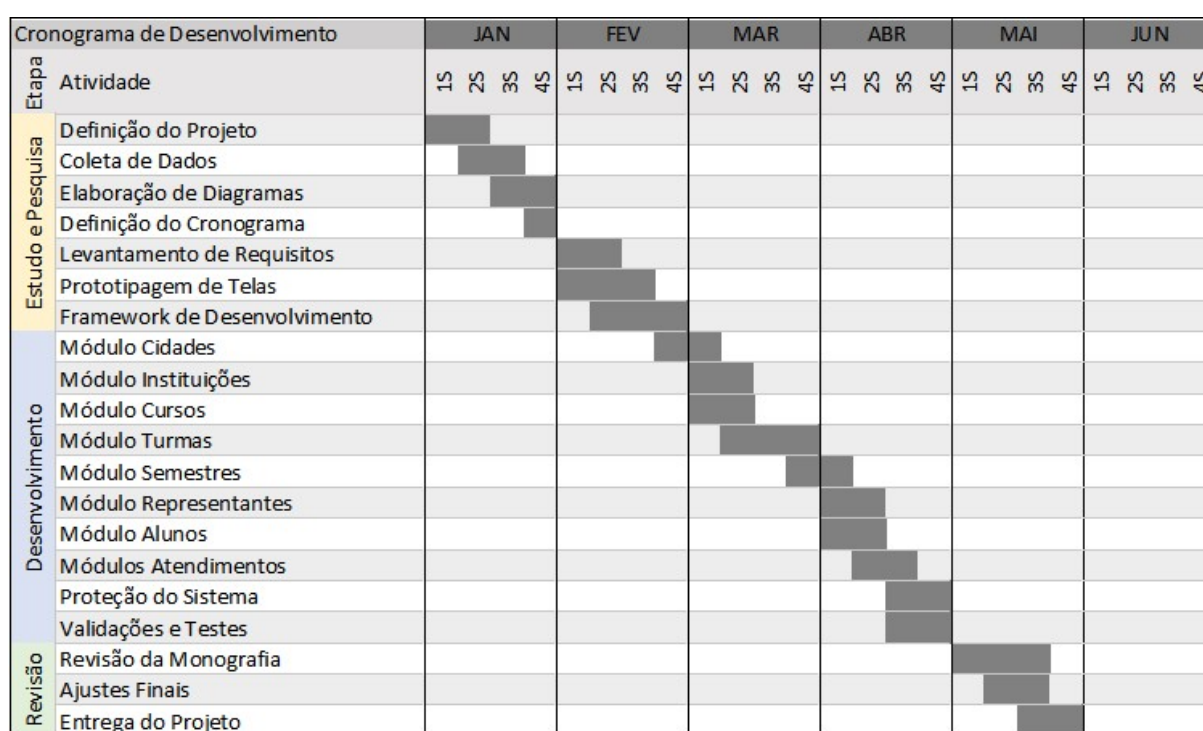 Cronograma de Desenvolvimento JAN FEV MAR ABR MAI JUN
Etapa Atividade 1S 2S 3S 4S 1S 2S 3S 4S 1S 2S 3S 4S 1S 2S 3S 4S 1S 2S 3S 4S 1S 2S 3S 4S
Estudo e Pesquisa
Definição do Projeto
Coleta de Dados
Elaboração de Diagramas
Definição do Cronograma
Levantamento de Requisitos
Prototipagem de Telas
Framework de Desenvolvimento
Desenvolvimento
Módulo Cidades
Módulo Instituições
Módulo Cursos
Módulo Turmas
Módulo Semestres
Módulo Representantes
Módulo Alunos
Módulos Atendimentos
Proteção do Sistema
Validações e Testes
Revisão
Revisão da Monografia
Ajustes Finais
Entrega do Projeto